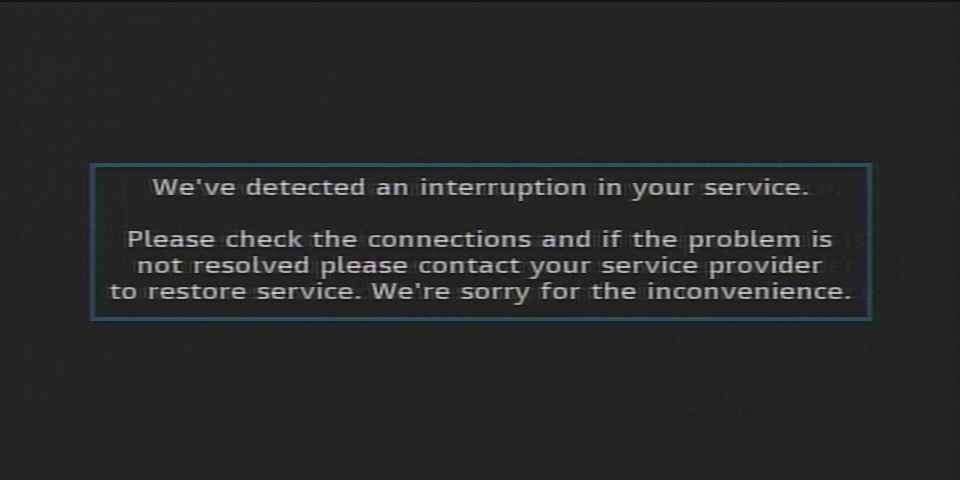 We've detected an interruption in your service.
Please check the connections and if the problem is
not resolved please contact your service provider
to restore service. We're sorry for the inconvenience.